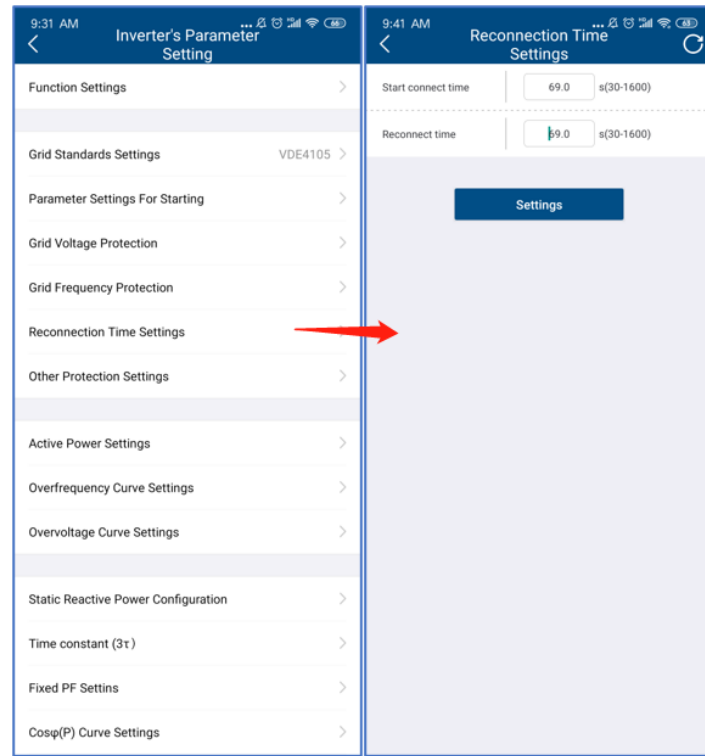 9:31 AM
... 66
Inverter's Parameter
Setting
Function Settings
Grid Standards Settings VDE4105
Parameter Settings For Starting
Grid Voltage Protection
Grid Frequency Protection
Reconnection Time Settings
Other Protection Settings
Active Power Settings
Overfrequency Curve Settings
Overvoltage Curve Settings
Static Reactive Power Configuration
Time constant (3τ)
Fixed PF Settins
Cosφ(P) Curve Settings
9:41 AM
... 63
Reconnection Time
Settings
Start connect time 69.0 s(30-1600)
Reconnect time 69.0 s(30-1600)
Settings